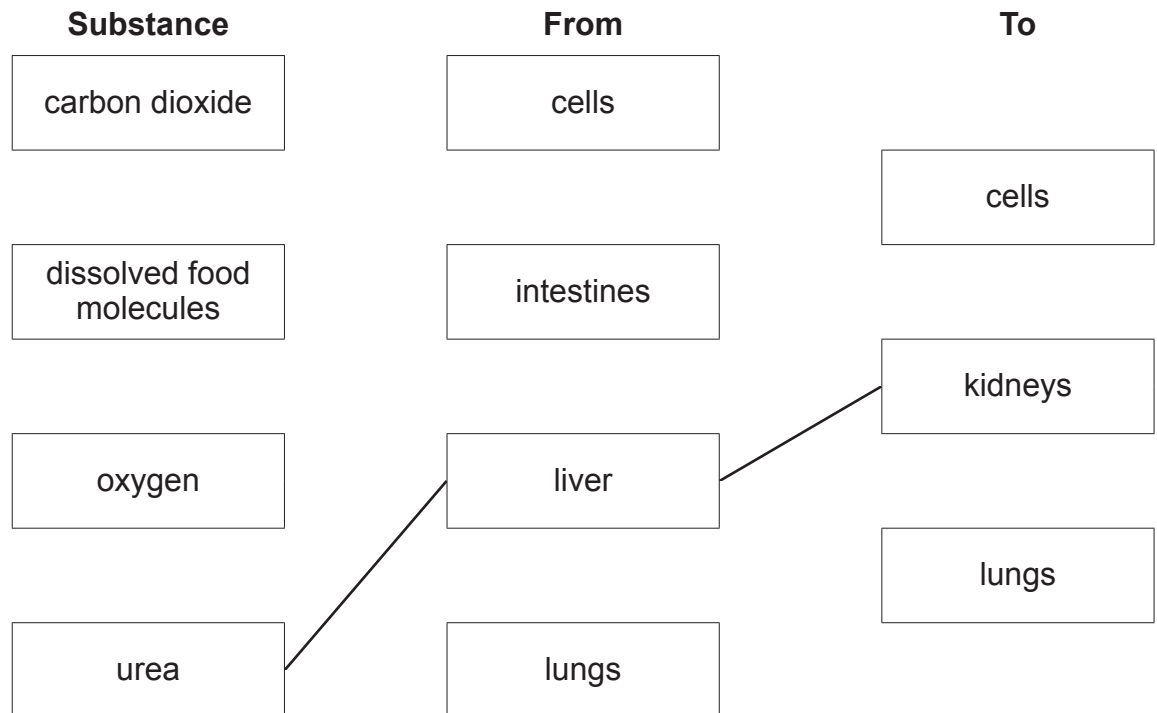 Substance From To
carbon dioxide
cells
cells
dissolved food
molecules
intestines
kidneys
oxygen
liver
lungs
urea
lungs